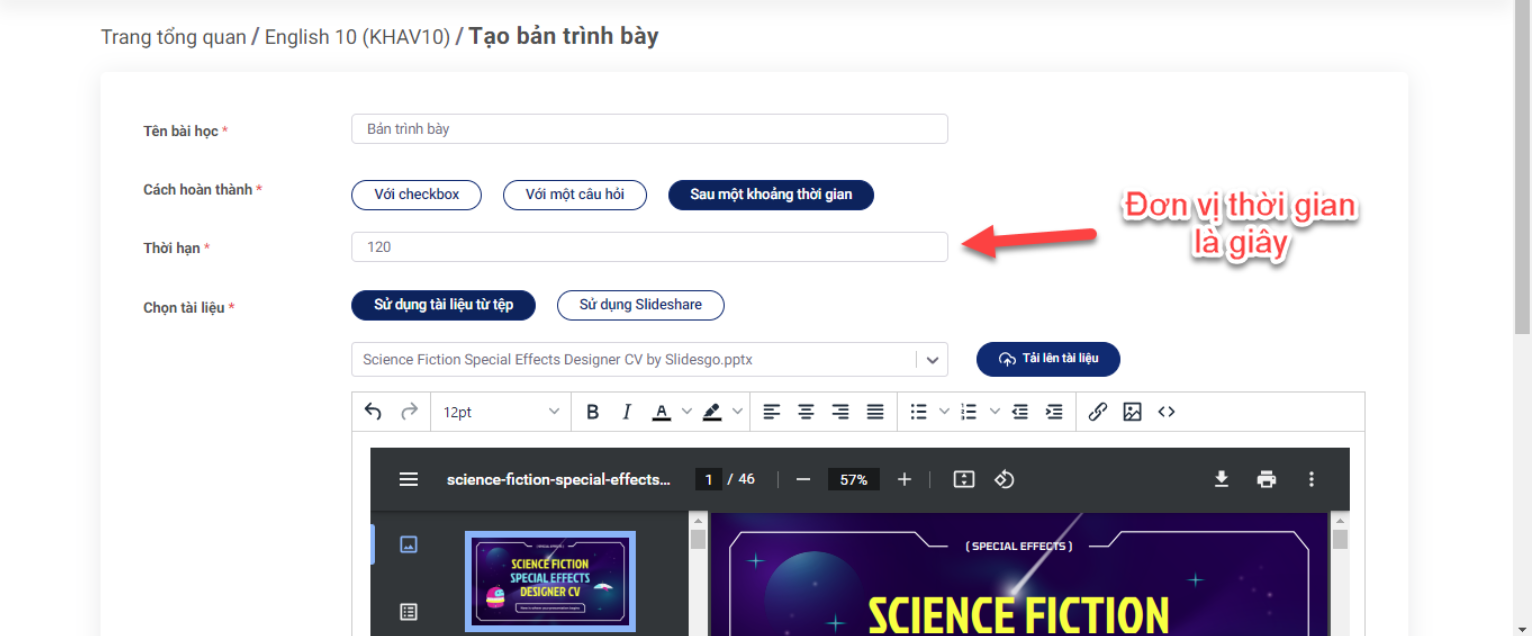 Trang tổng quan / English 10 (KHAV10) / Tạo bản trình bày
Tên bài học *
Bản trình bày
Cách hoàn thành *
Với checkbox
Với một câu hỏi
Sau một khoảng thời gian
Đơn vị thời gian
là giây
Thời hạn *
120
Chọn tài liệu *
Sử dụng tài liệu từ tệp
Sử dụng Slideshare
Science Fiction Special Effects Designer CV by Slidesgo.pptx
Tải lên tài liệu
12pt
B I A
science-fiction-special-effects...
1 / 46
57%
SCIENCE FICTION
SPECIAL EFFECTS
DESIGNER CV
( SPECIAL EFFECTS )
SCIENCE FICTION